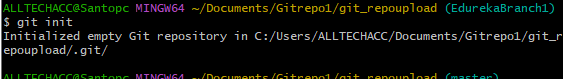 ALLTECHACC@Santopc MINGW64 ~/Documents/Gitrepo1/git_repoupload (EdurekaBranch1)
$ git init
Initialized empty Git repository in C:/Users/ALLTECHACC/Documents/Gitrepo1/git_r
epoupload/.git/
ALLTECHACC@Santopc MINGW64 ~/Documents/Gitrepo1/git_repoupload (master)